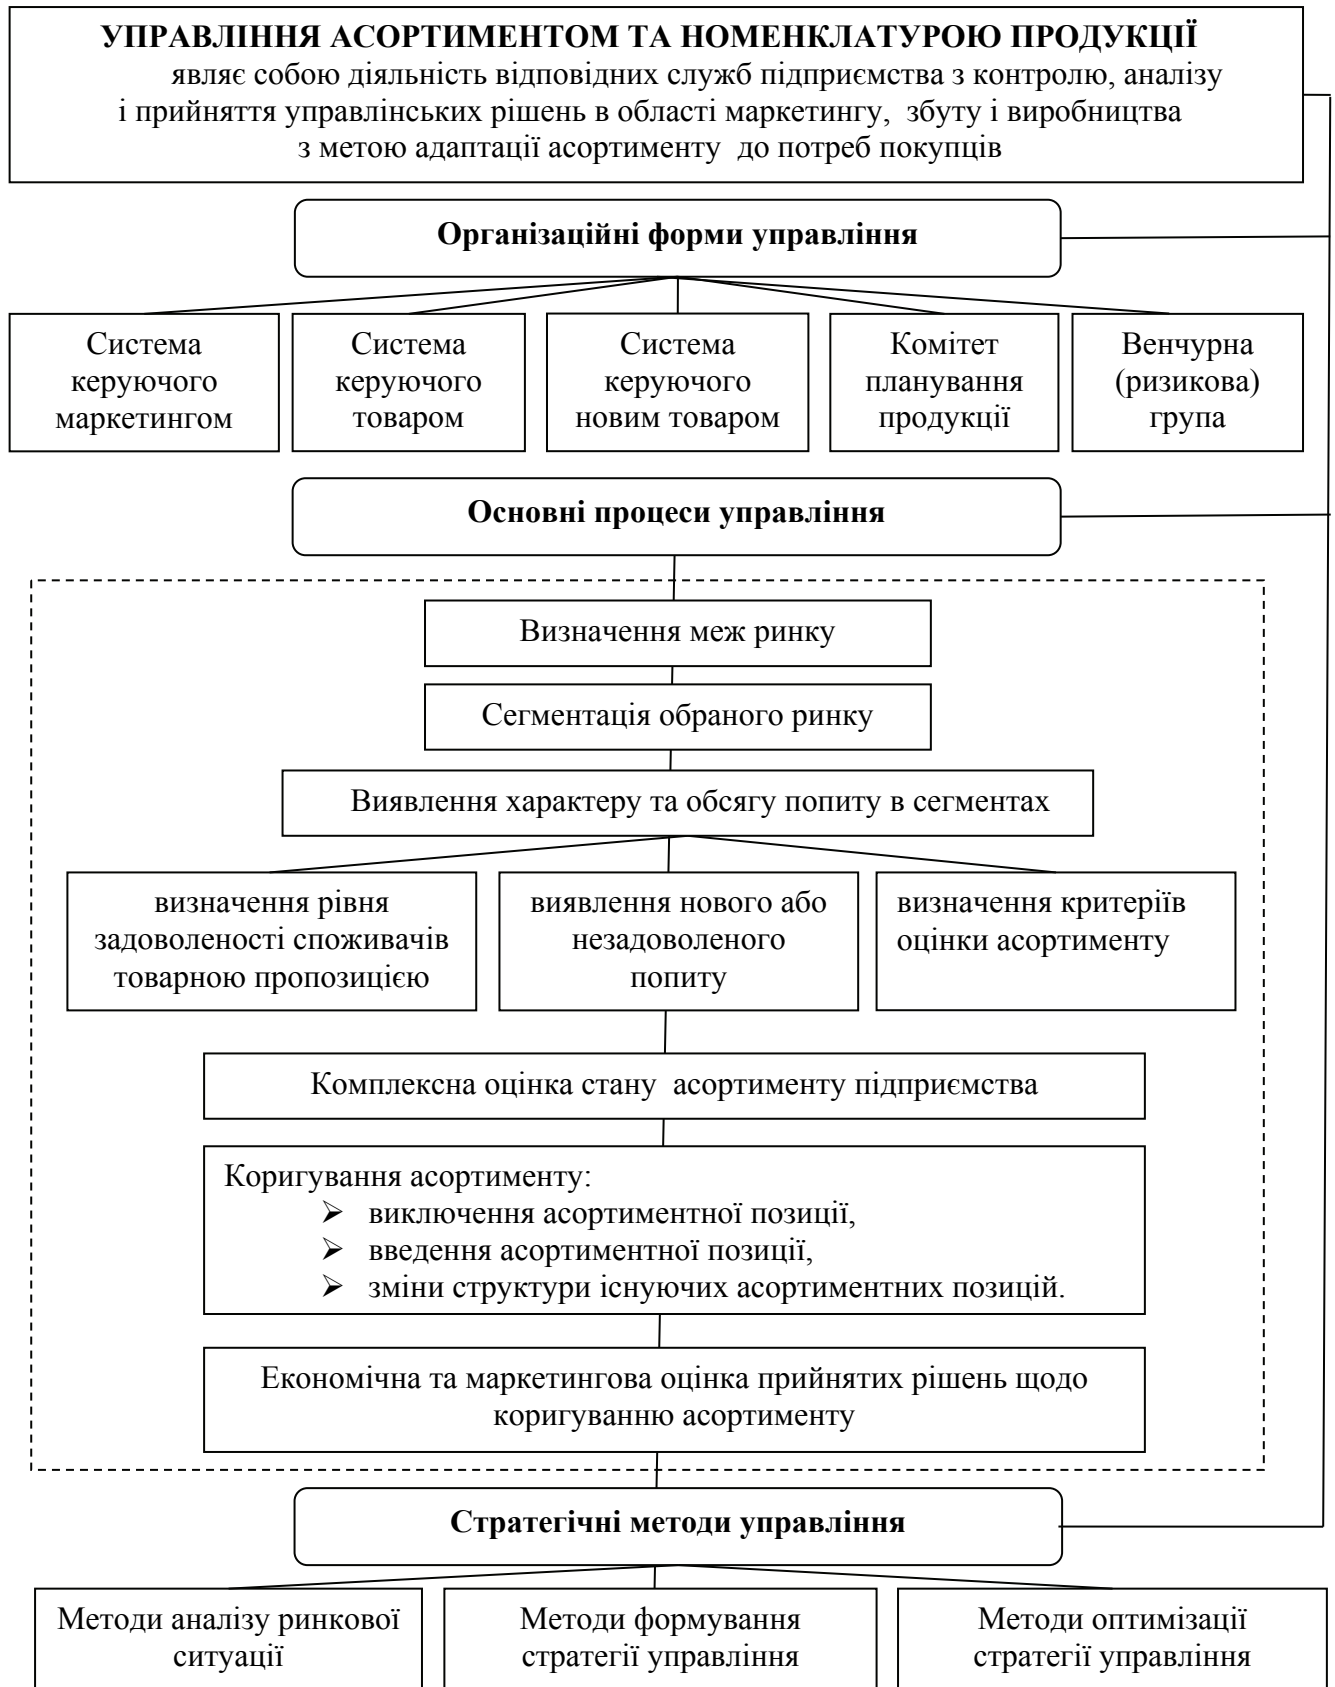 УПРАВЛІННЯ АСОРТИМЕНТОМ ТА НОМЕНКЛАТУРОЮ ПРОДУКЦІЇ
являє собою діяльність відповідних служб підприємства з контролю, аналізу
і прийняття управлінських рішень в області маркетингу, збуту і виробництва
з метою адаптації асортименту до потреб покупців
Організаційні форми управління
Система
керуючого
маркетингом
Система
керуючого
товаром
Система
керуючого
новим товаром
Комітет
планування
продукції
Венчурна
(ризикова)
група
Основні процеси управління
Визначення меж ринку
Сегментація обраного ринку
Виявлення характеру та обсягу попиту в сегментах
визначення рівня
задоволеності споживачів
товарною пропозицією
виявлення нового або
незадоволеного
попиту
визначення критеріїв
оцінки асортименту
Комплексна оцінка стану асортименту підприємства
Коригування асортименту:
➢ виключення асортиментної позиції,
➢ введення асортиментної позиції,
➢ зміни структури існуючих асортиментних позицій.
Економічна та маркетингова оцінка прийнятих рішень щодо
коригуванню асортименту
Стратегічні методи управління
Методи аналізу ринкової
ситуації
Методи формування
стратегії управління
Методи оптимізації
стратегії управління